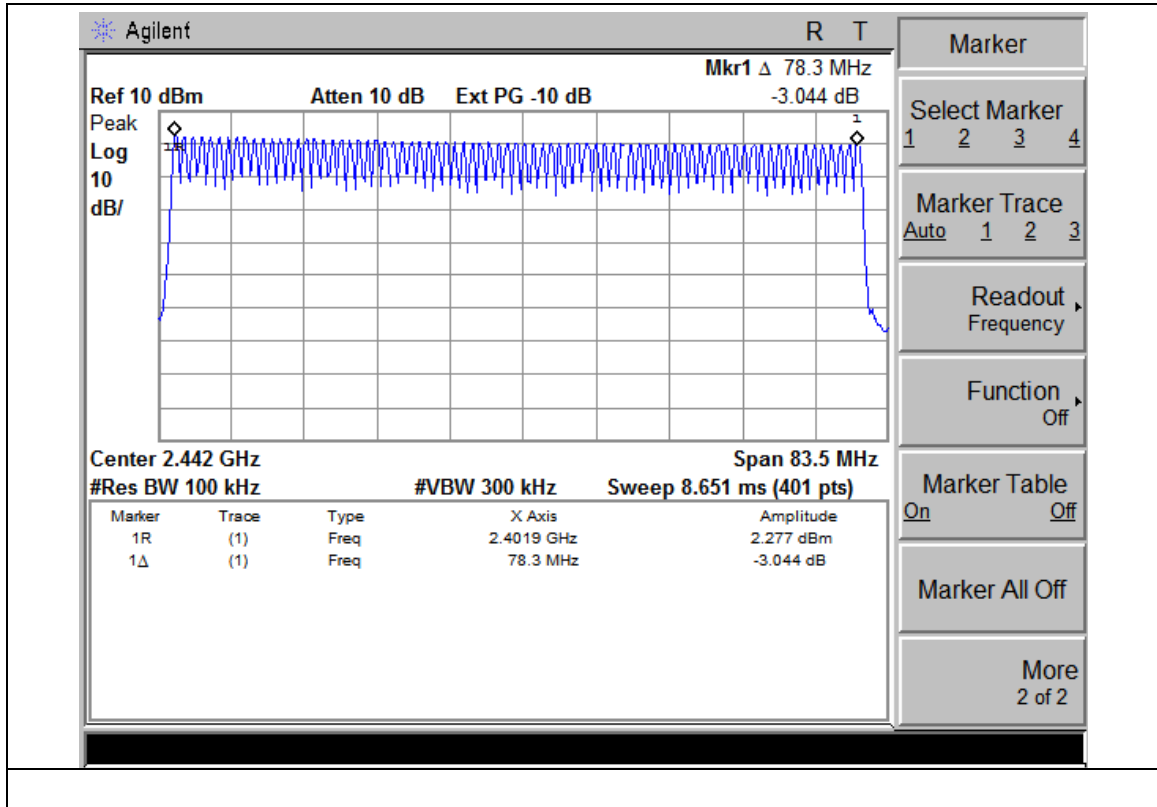 Agilent
R T
Mkr1 Δ 78.3 MHz
Ref 10 dBm Atten 10 dB Ext PG -10 dB -3.044 dB
Peak
Log
10
dB/
1R
1
Center 2.442 GHz Span 83.5 MHz
#Res BW 100 kHz #VBW 300 kHz Sweep 8.651 ms (401 pts)
Marker Trace Type X Axis Amplitude
1R (1) Freq 2.4019 GHz 2.277 dBm
1Δ (1) Freq 78.3 MHz -3.044 dB
Marker
Select Marker
1 2 3 4
Marker Trace
Auto 1 2 3
Readout
Frequency
Function
Off
Marker Table
On Off
Marker All Off
More
2 of 2